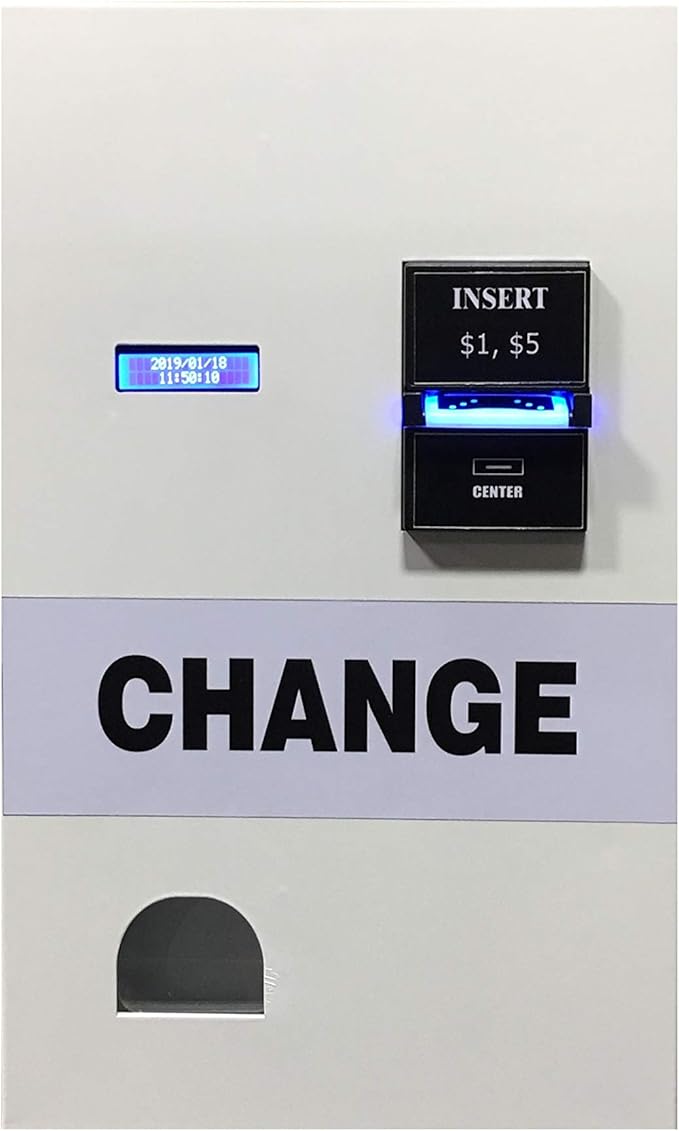 INSERT
$1, $5
2019/01/18
11:50:10
CENTER
CHANGE